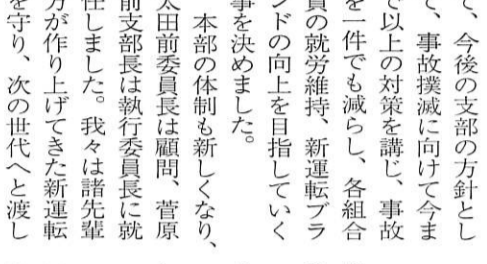 て、今後の支部の方針とし
て、事故撲滅に向けて今ま
で以上の対策を講じ、事故
を一件でも減らし、各組合
員の就労維持、新運転ブラ
ンドの向上を目指していく
事を決めました。
本部の体制も新しくなり、
太田前委員長は顧問、菅原
前支部長は執行委員長に就
任しました。我々は諸先輩
方が作り上げてきた新運転
を守り、次の世代へと渡し